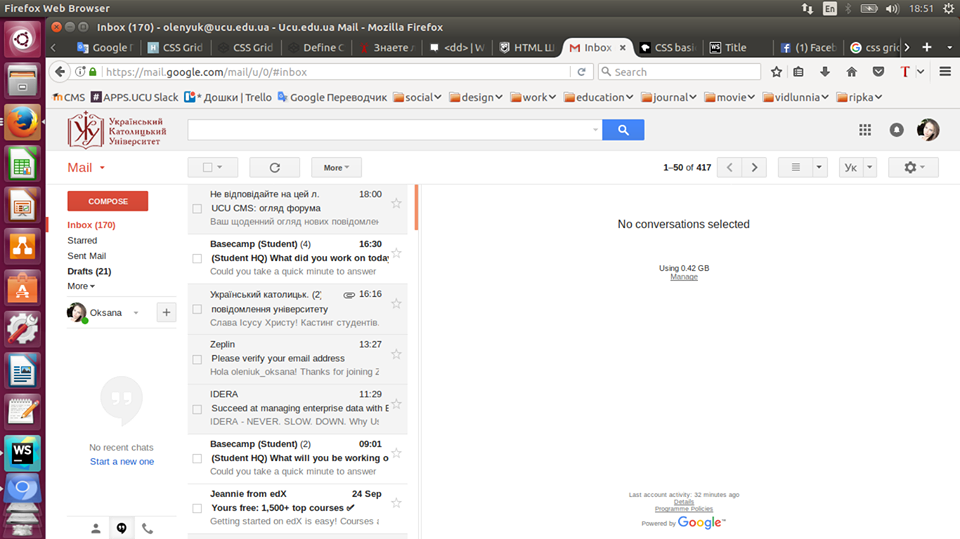 Firefox Web Browser
En
18:51
Inbox (170) - olenyuk@ucu.edu.ua - Ucu.edu.ua Mail - Mozilla Firefox
Google П
CSS Grid
CSS Grid
Define C
Знаете л
<dd> | W
HTML Ш
Inbox
CSS basi
Title
(1) Faceb
css grid
https://mail.google.com/mail/u/0/#inbox
Search
CMS
APPS.UCU Slack
* Дошки | Trello
Google Переводчик
social
design
work
education
journal
movie
vidlunnia
ripka
Український
Католицький
Університет
Mail
More
1–50 of 417
Ук
COMPOSE
Inbox (170)
Starred
Sent Mail
Drafts (21)
More
Oksana
No recent chats
Start a new one
Не відповідайте на цей л. 18:00
UCU CMS: огляд форума
Ваш щоденний огляд нових повідомлен
Basecamp (Student) (4) 16:30
(Student HQ) What did you work on today
Could you take a quick minute to answer
Український католицьк. (2) 16:16
повідомлення університету
Слава Ісусу Христу! Кастинг студентів.
Zeplin 13:27
Please verify your email address
Hola oleniuk_oksana! Thanks for joining Z
IDERA 11:29
Succeed at managing enterprise data with E
IDERA - NEVER. SLOW. DOWN. Why Us
Basecamp (Student) (2) 09:01
(Student HQ) What will you be working o
Could you take a quick minute to answer
Jeannie from edX 24 Sep
Yours free: 1,500+ top courses ✔
Getting started on edX is easy! Courses a
No conversations selected
Using 0.42 GB
Manage
Last account activity: 32 minutes ago
Details
Programme Policies
Powered by Google™